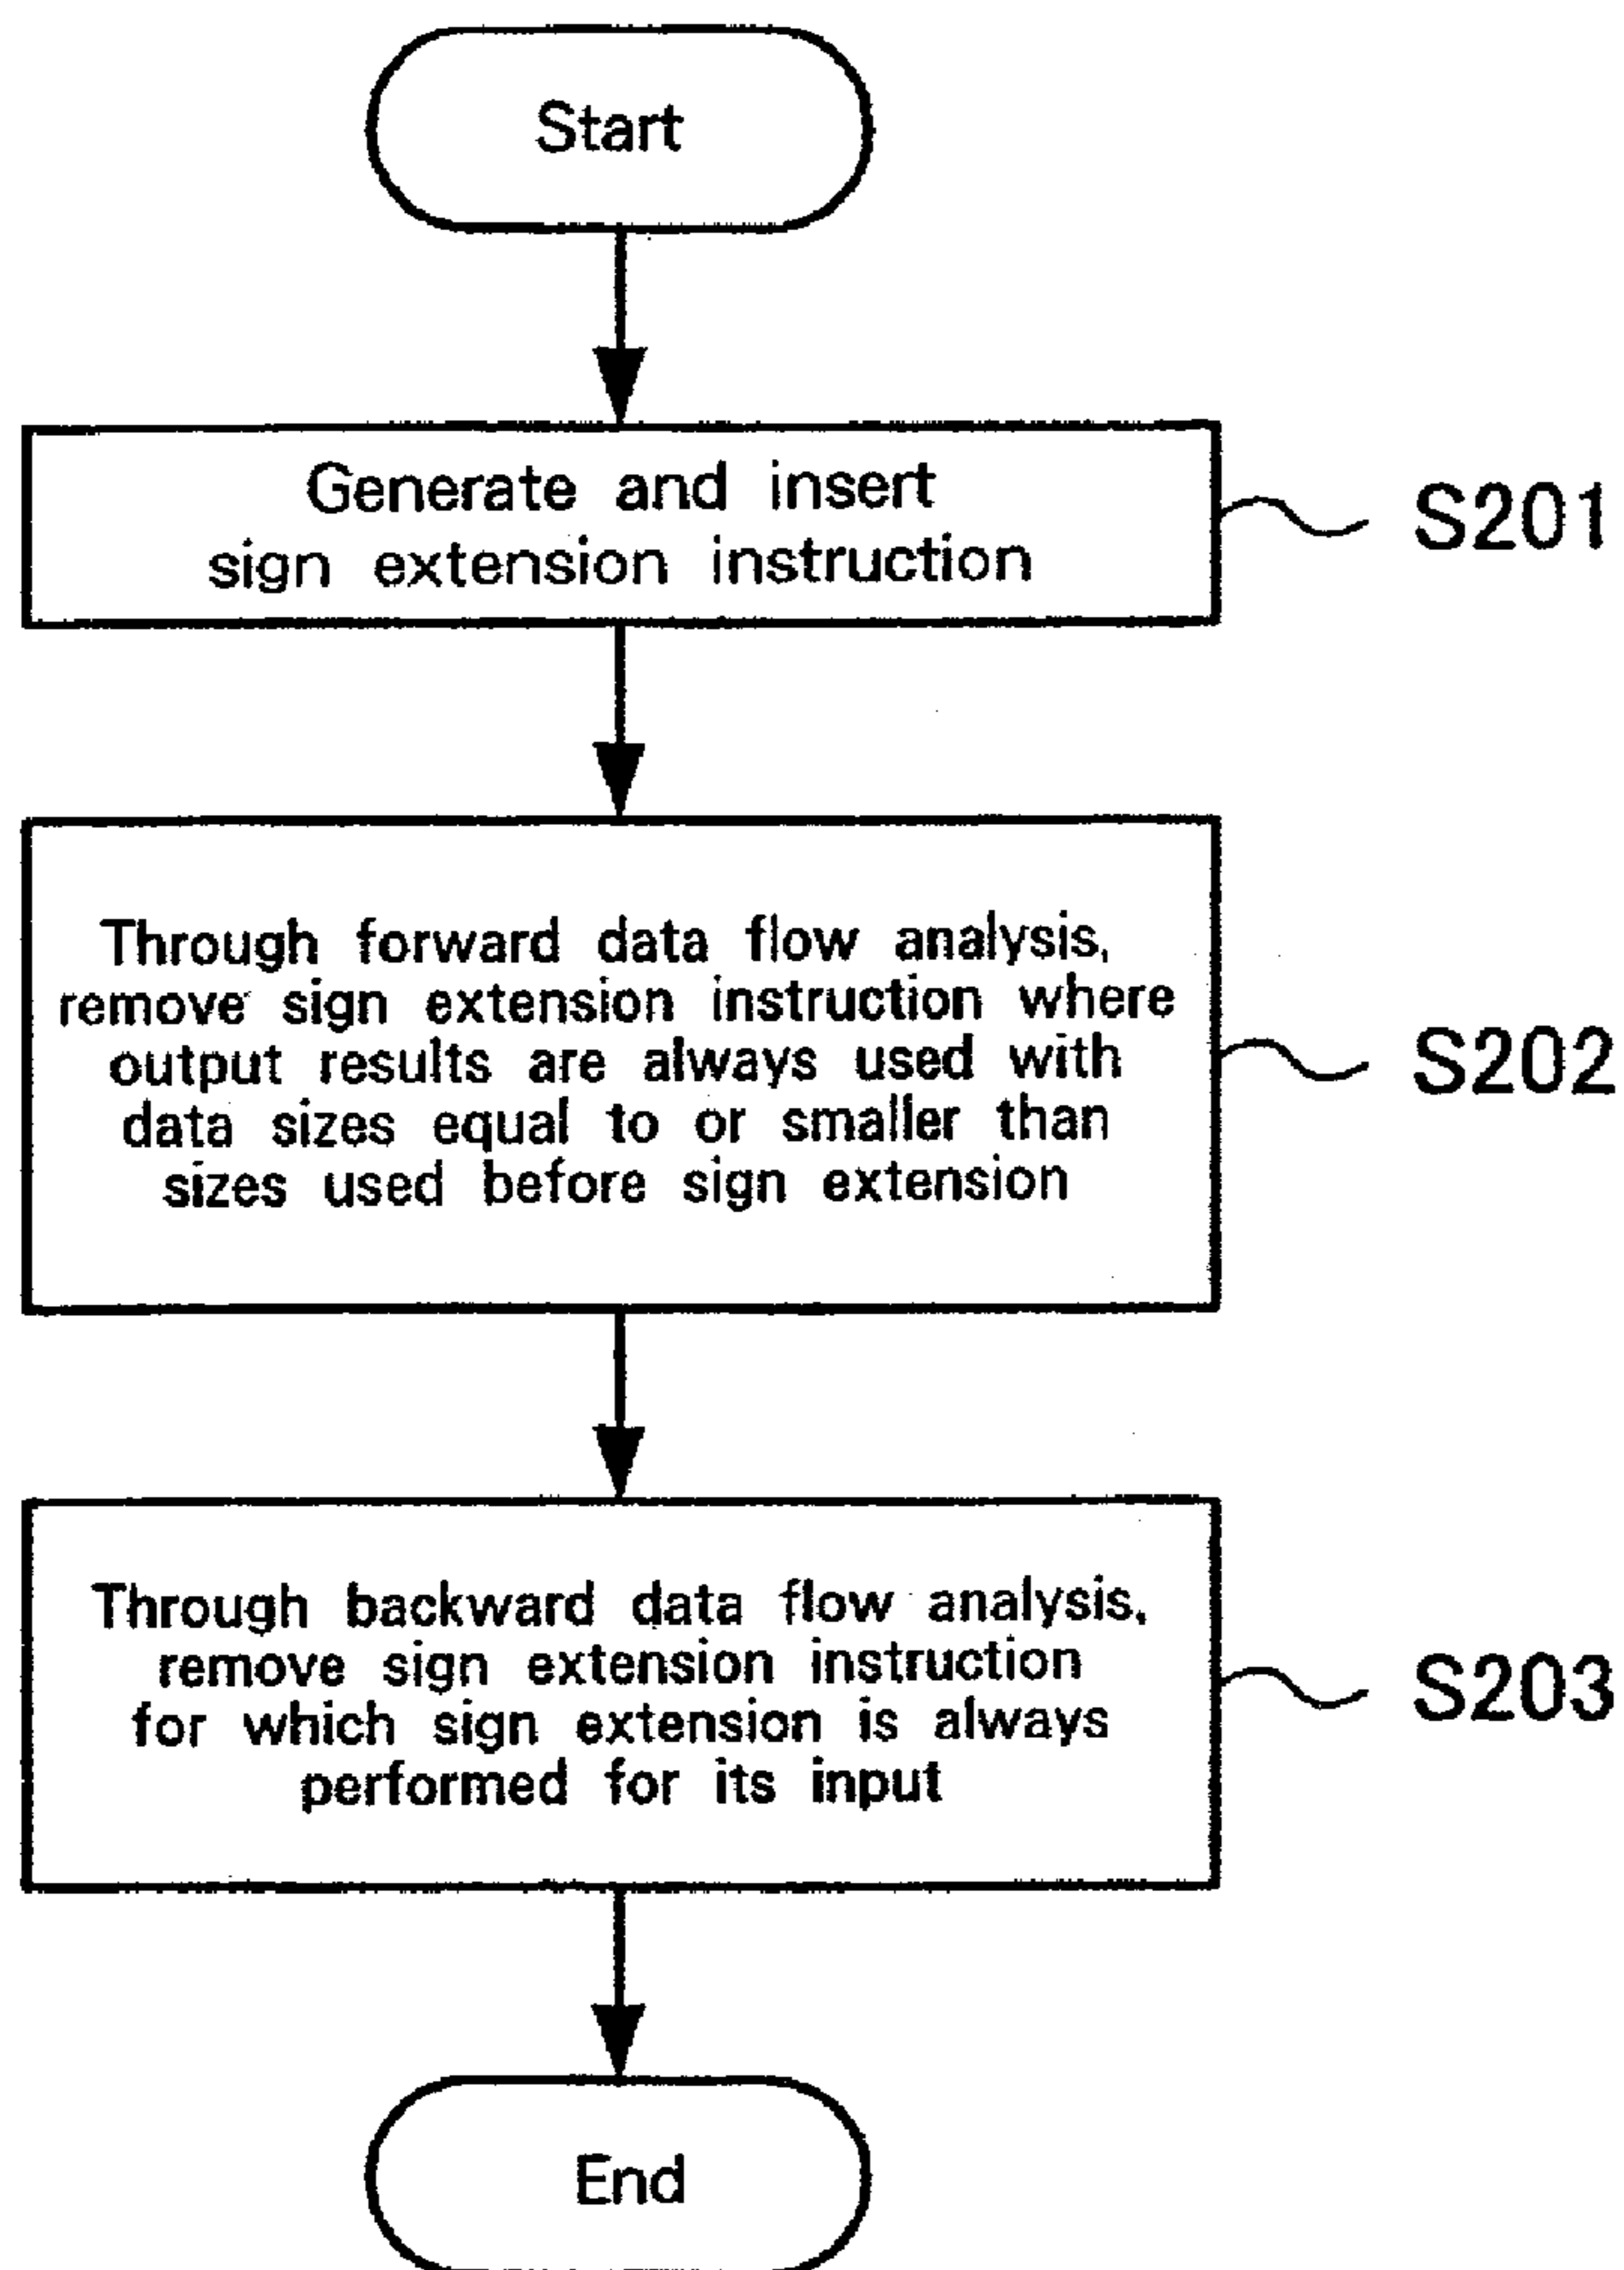 Start
Generate and insert
sign extension instruction
S201
Through forward data flow analysis,
remove sign extension instruction where
output results are always used with
data sizes equal to or smaller than
sizes used before sign extension
S202
Through backward data flow analysis,
remove sign extension instruction
for which sign extension is always
performed for its input
S203
End